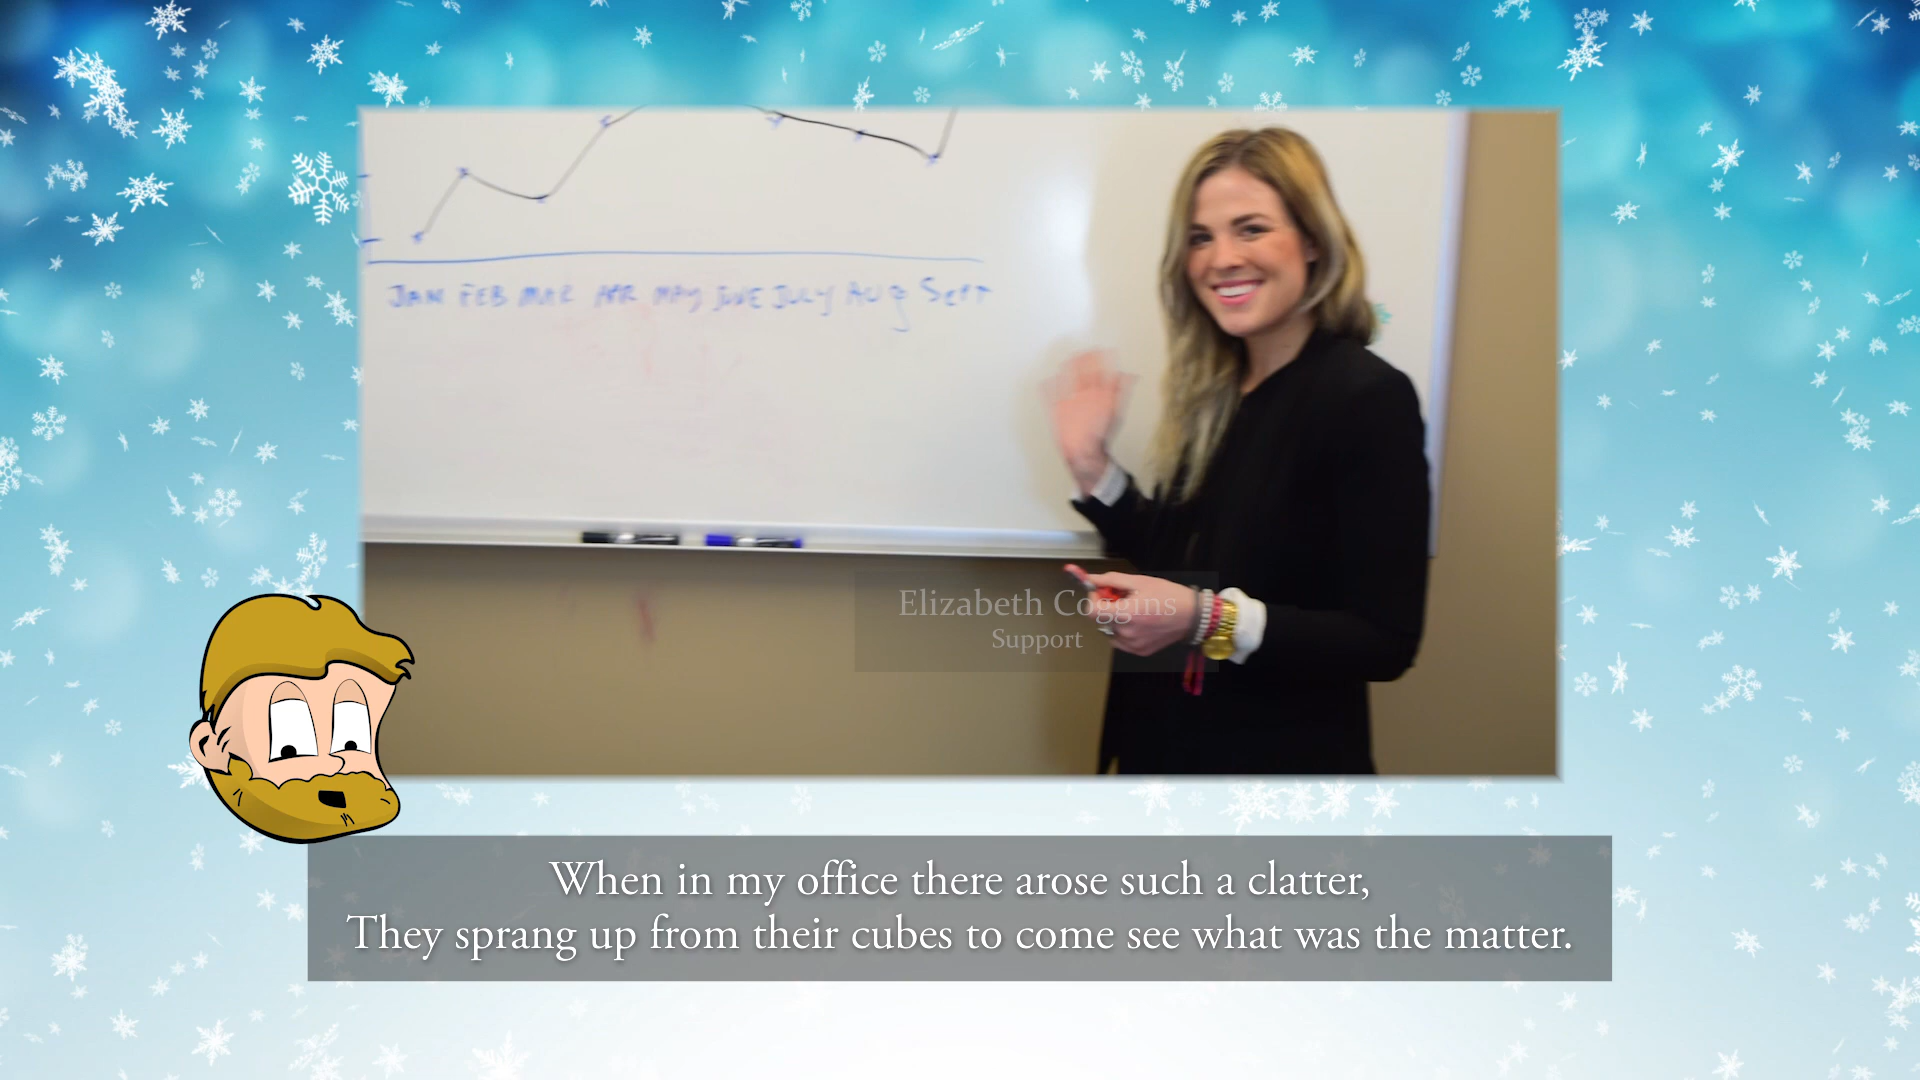 JAN FEB MAR APR MAY JUNE JULY AUG SEPT
Elizabeth Coggins
Support
When in my office there arose such a clatter,
They sprang up from their cubes to come see what was the matter.